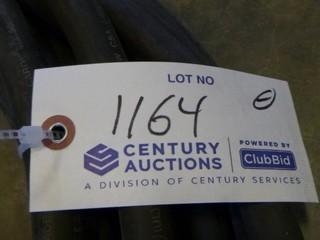 LOT NO
1164
CENTURY
AUCTIONS
POWERED BY
ClubBid
A DIVISION OF CENTURY SERVICES